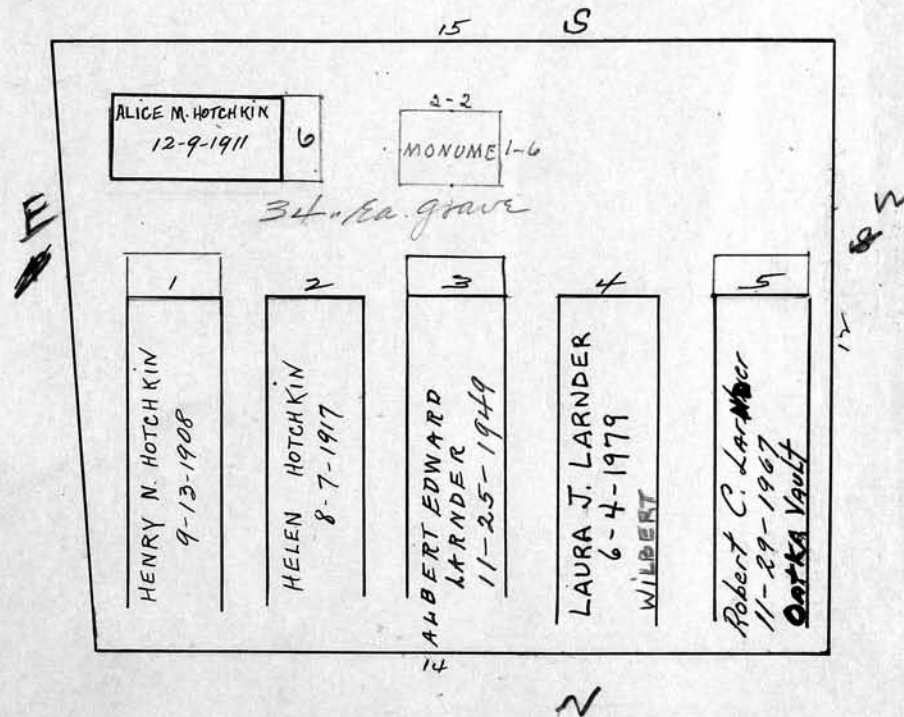 15 S
ALICE M. HOTCHKIN
12-9-1911
6
2-2
MONUME 1-6
34" Ea. grave
E
W
12
1
HENRY N. HOTCHKIN
9-13-1908
2
HELEN HOTCHKIN
8-7-1917
3
ALBERT EDWARD
LARNDER
11-25-1949
4
LAURA J. LARNDER
6-4-1979
WILBERT
5
Robert C. Larnder
11-29-1967
OATKA VAULT
14
N